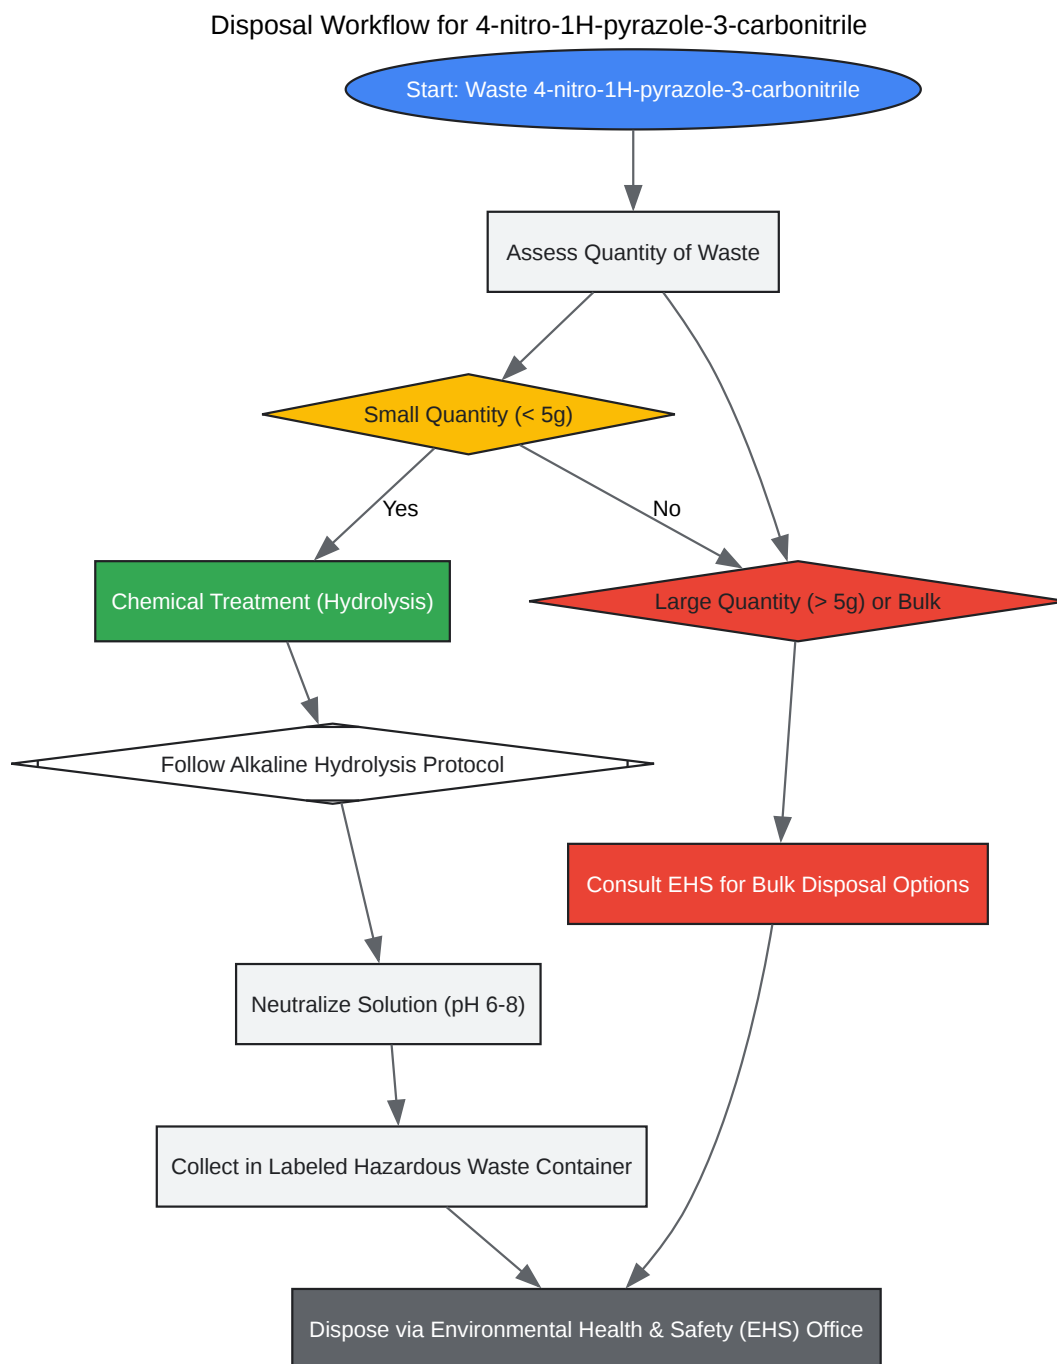 Disposal Workflow for 4-nitro-1H-pyrazole-3-carbonitrile
Start: Waste 4-nitro-1H-pyrazole-3-carbonitrile
Assess Quantity of Waste
Small Quantity (< 5g)
Yes
No
Chemical Treatment (Hydrolysis)
Large Quantity (> 5g) or Bulk
Follow Alkaline Hydrolysis Protocol
Consult EHS for Bulk Disposal Options
Neutralize Solution (pH 6-8)
Collect in Labeled Hazardous Waste Container
Dispose via Environmental Health & Safety (EHS) Office